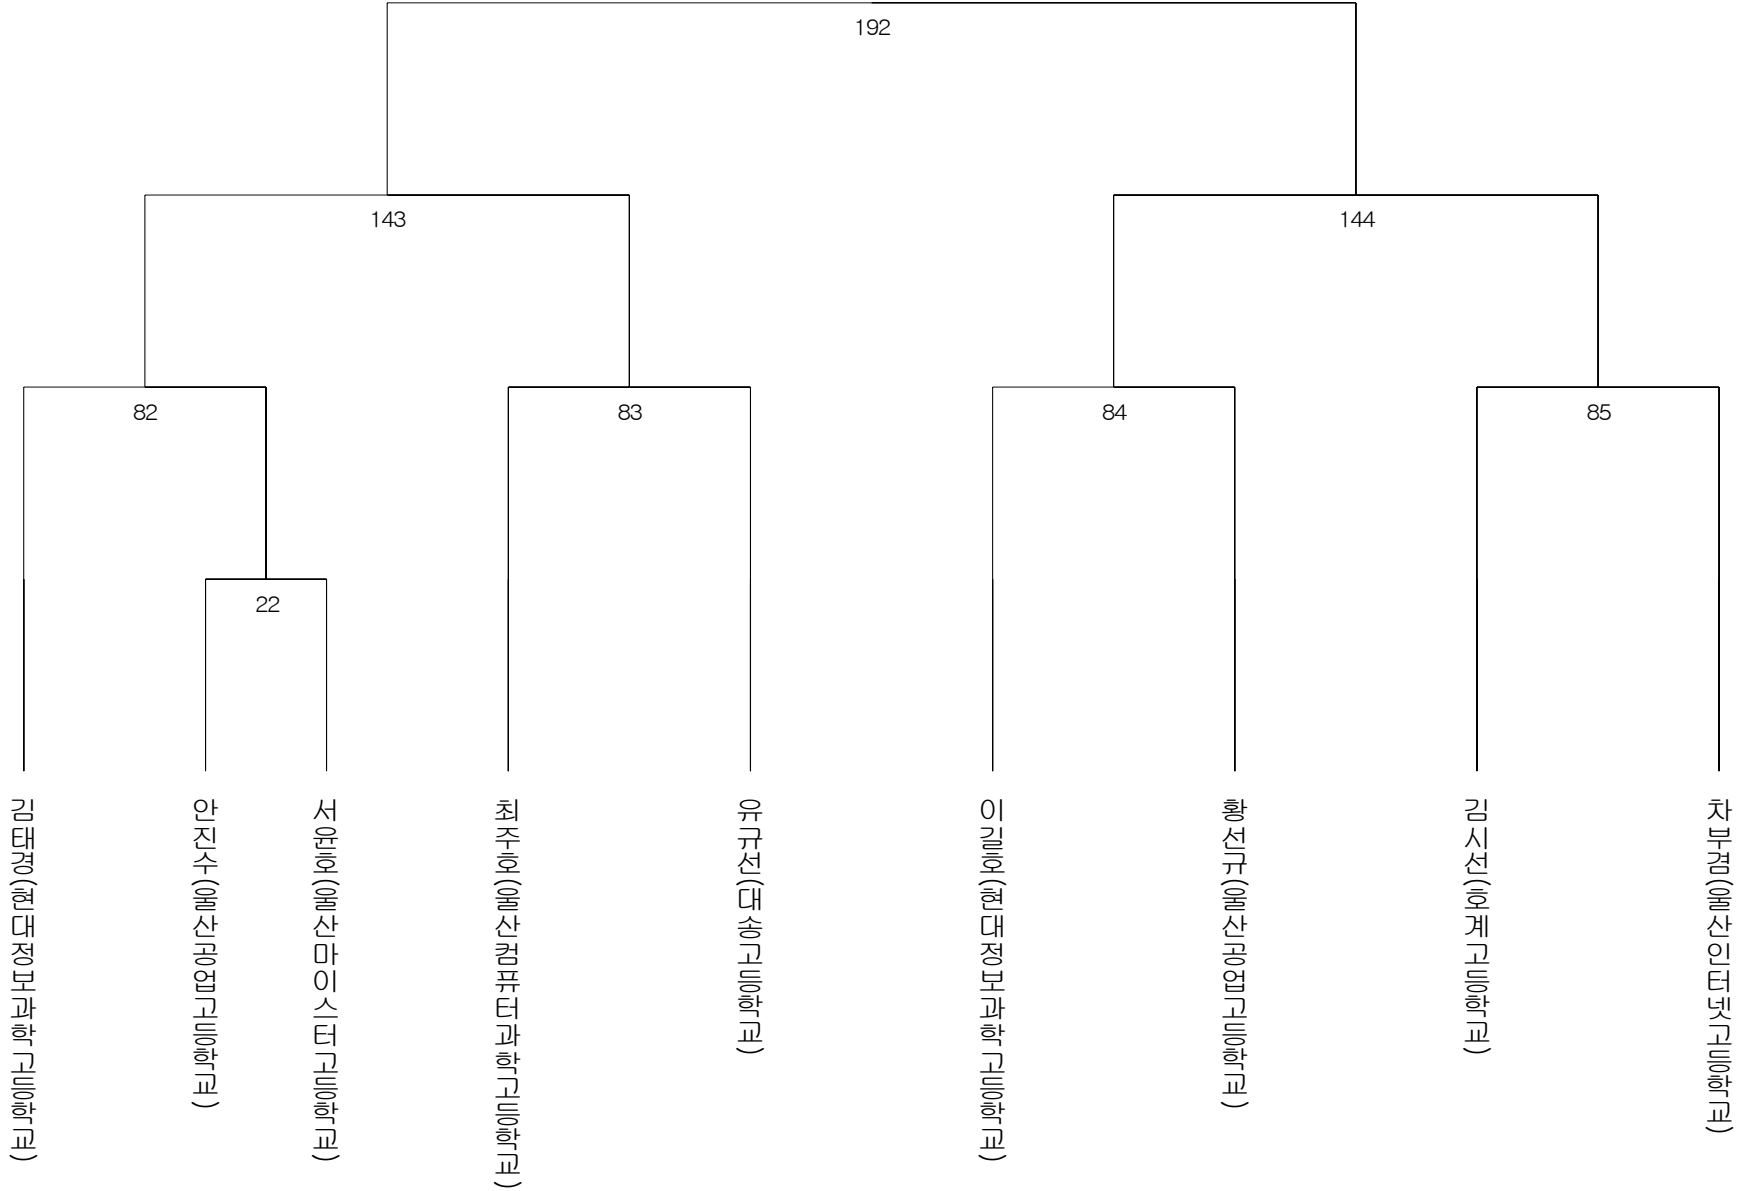 192
143
144
82
83
84
85
22
김태경(현대정보과학고등학교)
안진수(울산공업고등학교)
서윤호(울산마이스터고등학교)
최주호(울산컴퓨터과학고등학교)
유규선(대송고등학교)
이길호(현대정보과학고등학교)
황선규(울산공업고등학교)
김시선(호계고등학교)
차부겸(울산인터넷고등학교)